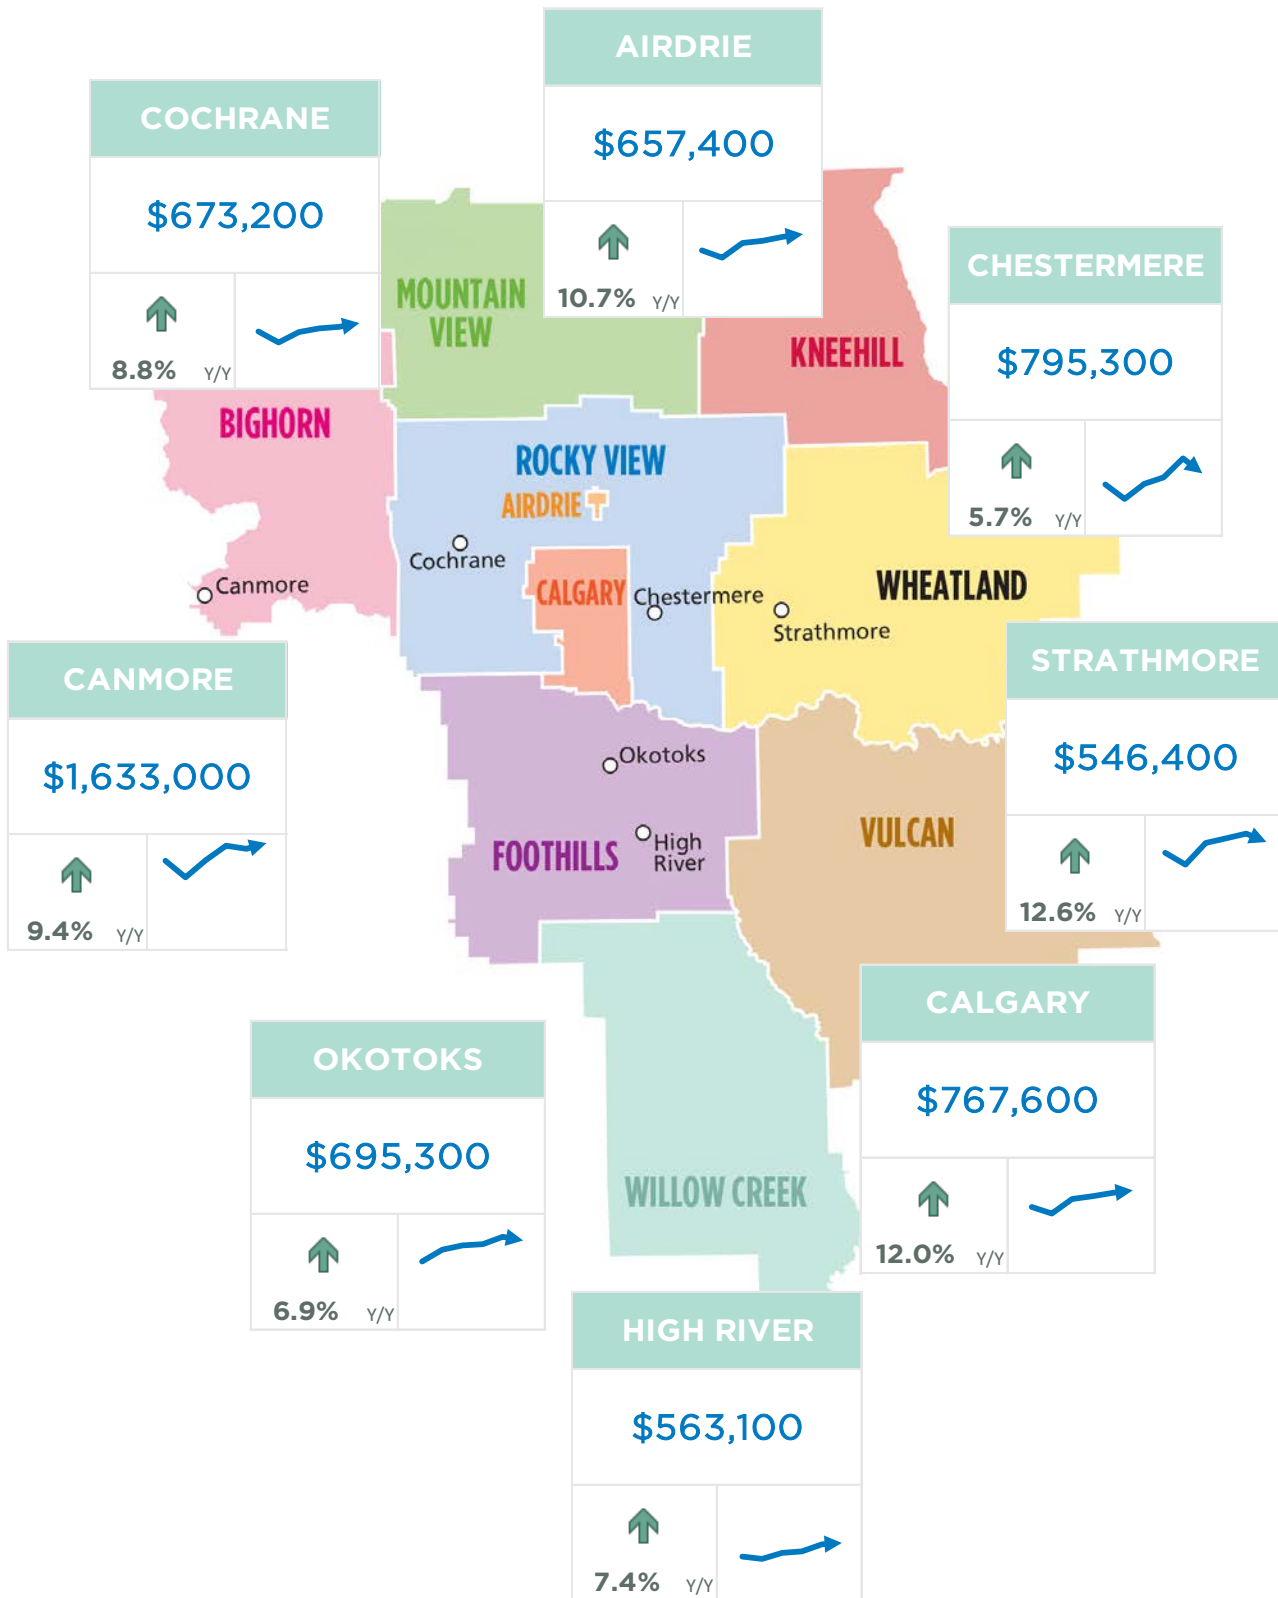 AIRDRIE
$657,400
10.7% Y/Y
COCHRANE
$673,200
8.8% Y/Y
CHESTERMERE
$795,300
5.7% Y/Y
MOUNTAIN
VIEW
KNEEHILL
BIGHORN
ROCKY VIEW
AIRDRIE
Cochrane
Canmore
CALGARY
Chestermere
WHEATLAND
Strathmore
CANMORE
$1,633,000
9.4% Y/Y
STRATHMORE
$546,400
12.6% Y/Y
Okotoks
High
River
FOOTHILLS
VULCAN
CALGARY
$767,600
12.0% Y/Y
OKOTOKS
$695,300
6.9% Y/Y
WILLOW CREEK
HIGH RIVER
$563,100
7.4% Y/Y